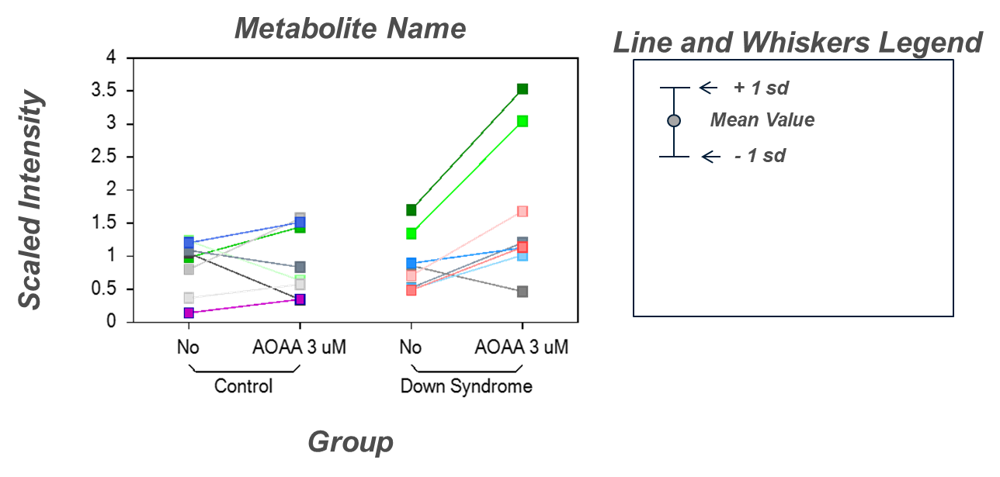 Metabolite Name
Line and Whiskers Legend
Scaled Intensity
4
3.5
3
2.5
2
1.5
1
0.5
0
No
AOAA 3 uM
No
AOAA 3 uM
Control
Down Syndrome
Group
+ 1 sd
Mean Value
- 1 sd